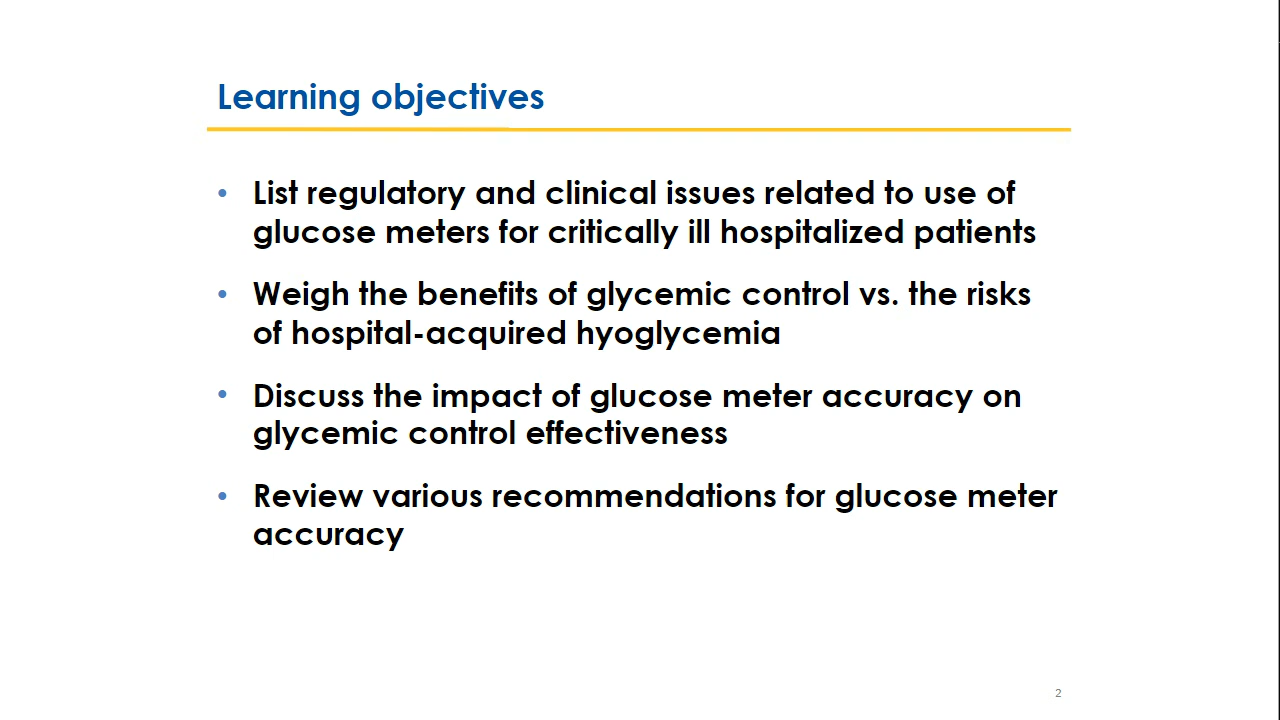 Learning objectives
• List regulatory and clinical issues related to use of
glucose meters for critically ill hospitalized patients
• Weigh the benefits of glycemic control vs. the risks
of hospital-acquired hyoglycemia
• Discuss the impact of glucose meter accuracy on
glycemic control effectiveness
• Review various recommendations for glucose meter
accuracy
2